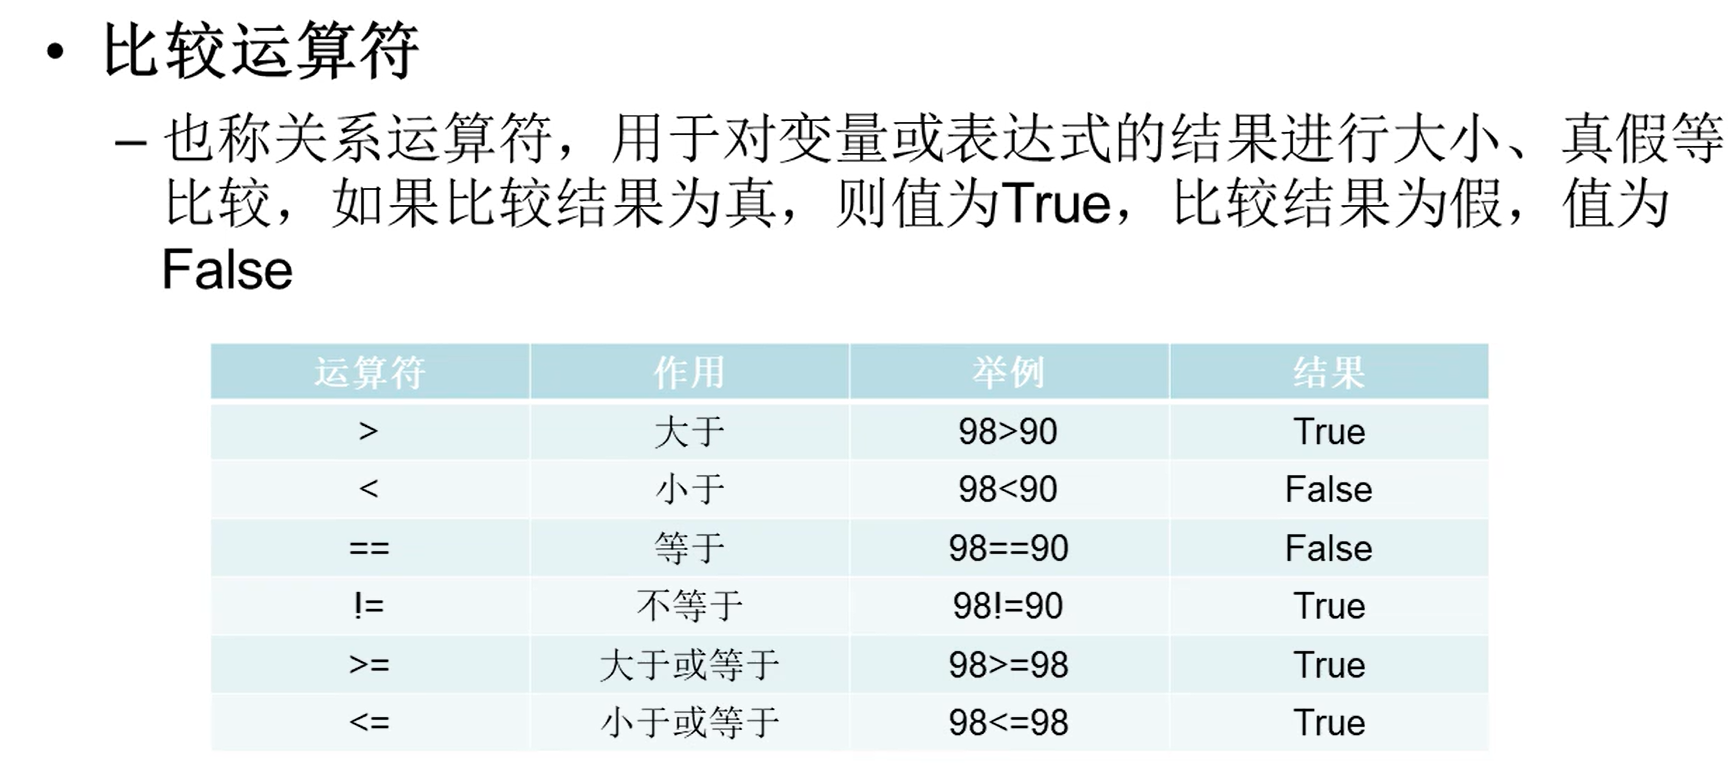 • 比较运算符
– 也称关系运算符，用于对变量或表达式的结果进行大小、真假等
比较，如果比较结果为真，则值为True，比较结果为假，值为
False
运算符 作用 举例 结果
> 大于 98>90 True
< 小于 98<90 False
== 等于 98==90 False
!= 不等于 98!=90 True
>= 大于或等于 98>=98 True
<= 小于或等于 98<=98 True